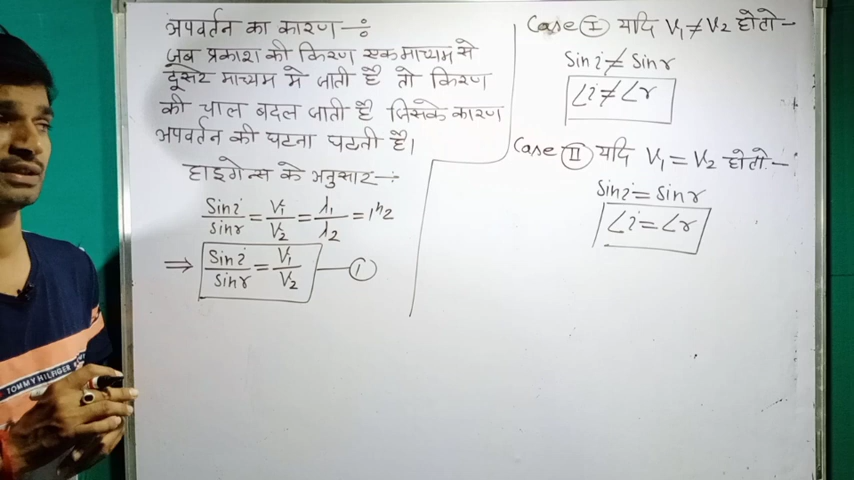 अपवर्तन का कारण -:
जब प्रकाश की किरण एक माध्यम से
दूसरे माध्यम मे जाती है तो किरण
की चाल बदल जाती है जिसके कारण
अपवर्तन की घटना घटती है।
हाइगेन्स के अनुसार -:
Sin i / sin r = V₁ / V₂ = λ₁ / λ₂ = ₁n₂
⇒ Sin i / sin r = V₁ / V₂ — ①
Case Ⅰ यदि V₁ ≠ V₂ होतो -
Sin i ≠ Sin r
∠i ≠ ∠r
Case Ⅱ यदि V₁ = V₂ होतो -
Sin i = Sin r
∠i = ∠r
TOMMY HILFIGER